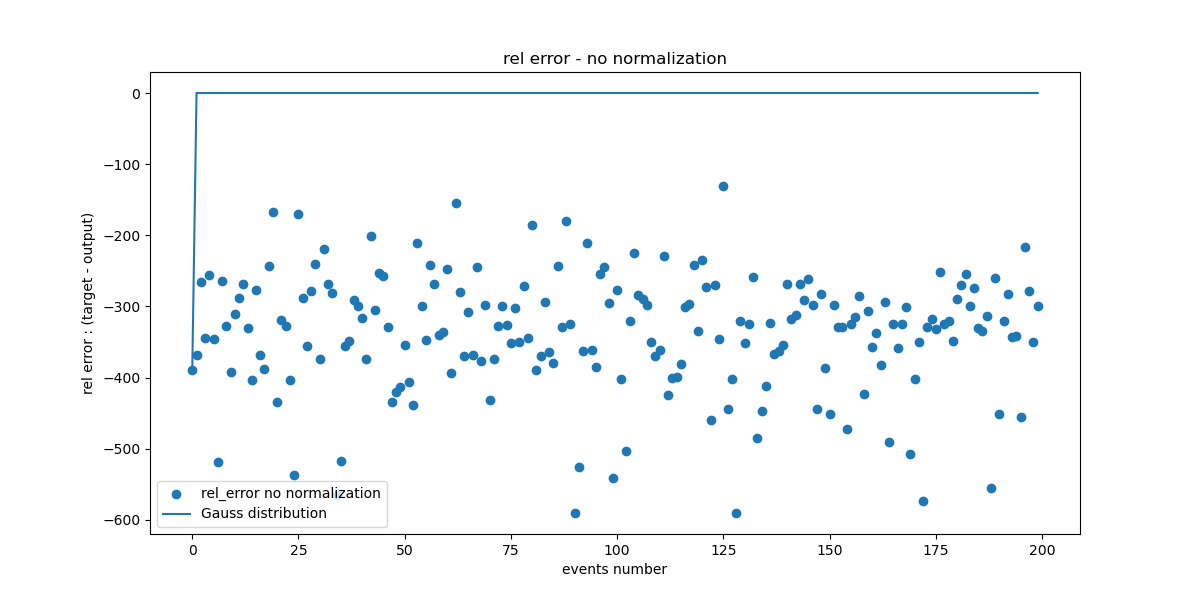 rel error - no normalization
rel error : (target - output)
0
−100
−200
−300
−400
−500
−600
rel_error no normalization
Gauss distribution
0 25 50 75 100 125 150 175 200
events number